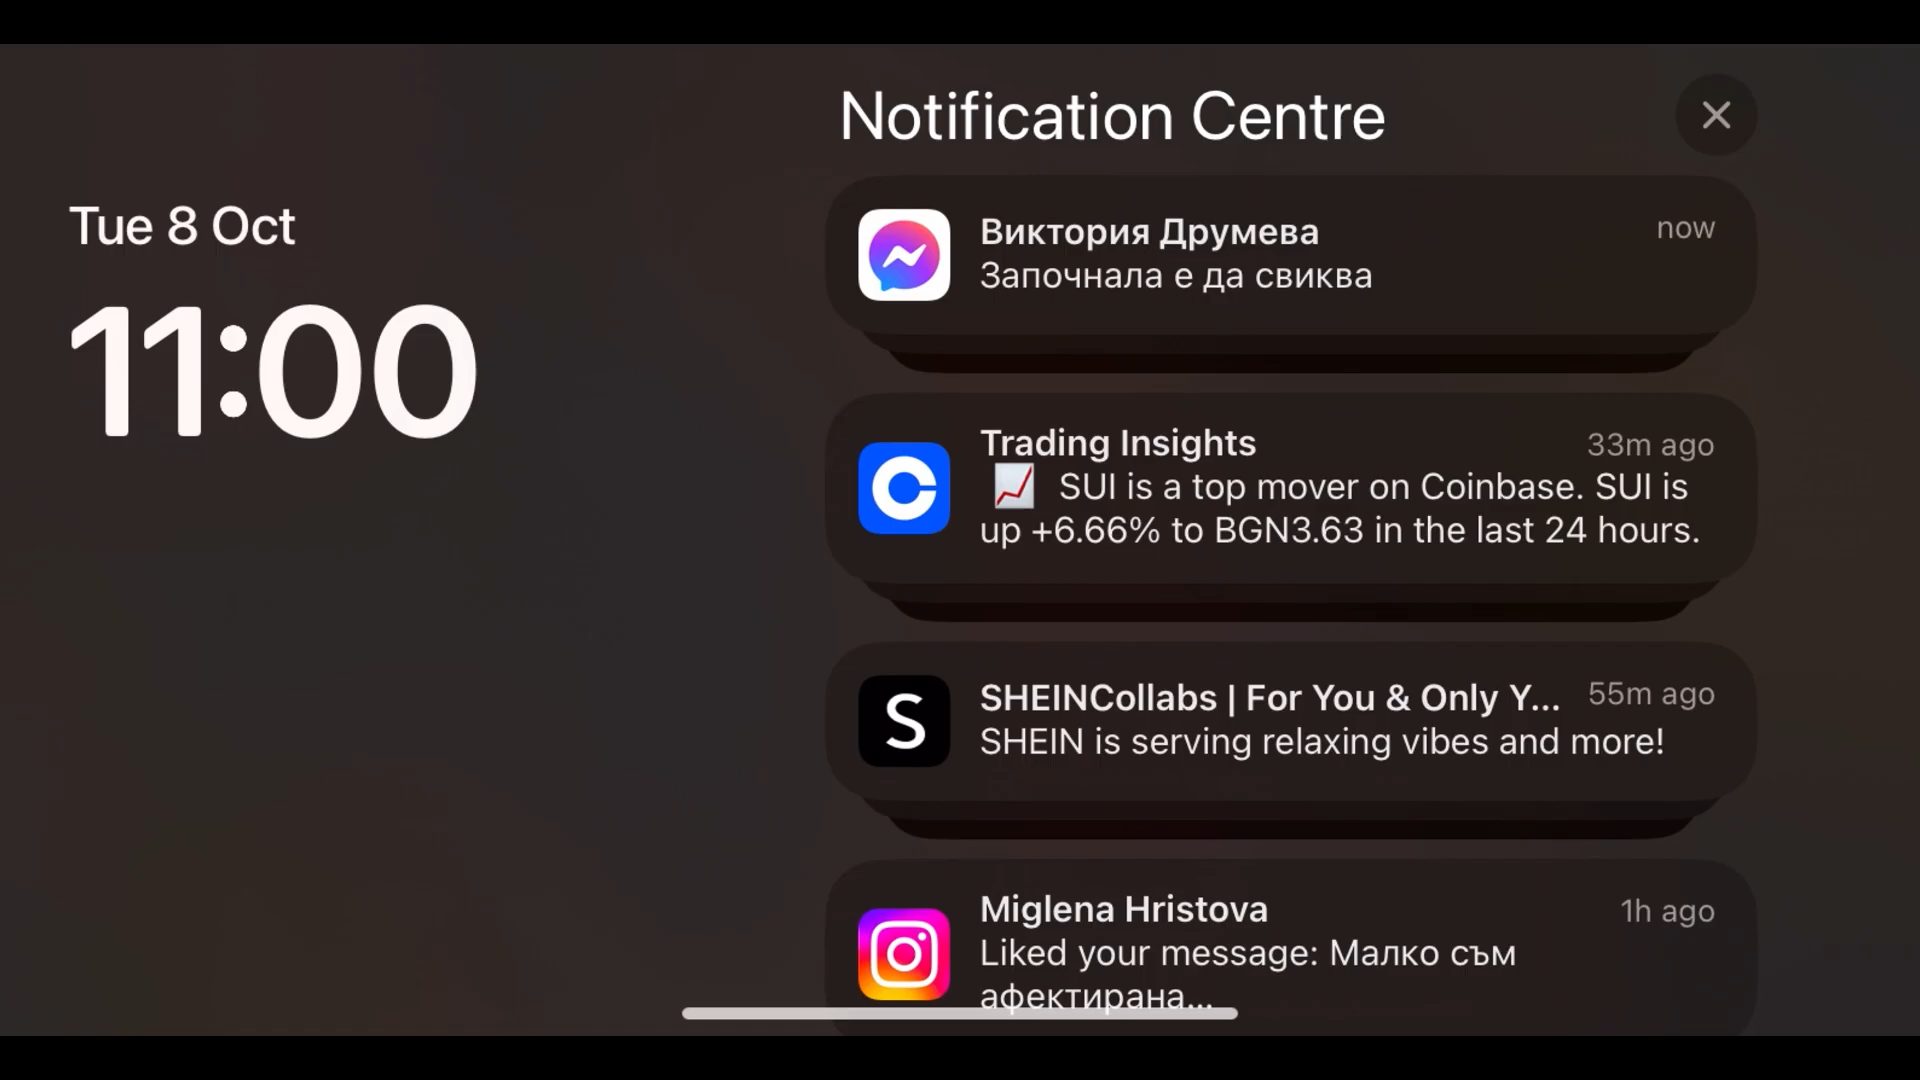 Notification Centre
Tue 8 Oct
11:00
Виктория Друмева
now
Започнала е да свиква
Trading Insights
33m ago
📈 SUI is a top mover on Coinbase. SUI is
up +6.66% to BGN3.63 in the last 24 hours.
SHEINCollabs | For You & Only Y...
55m ago
SHEIN is serving relaxing vibes and more!
Miglena Hristova
1h ago
Liked your message: Малко съм
афектирана...